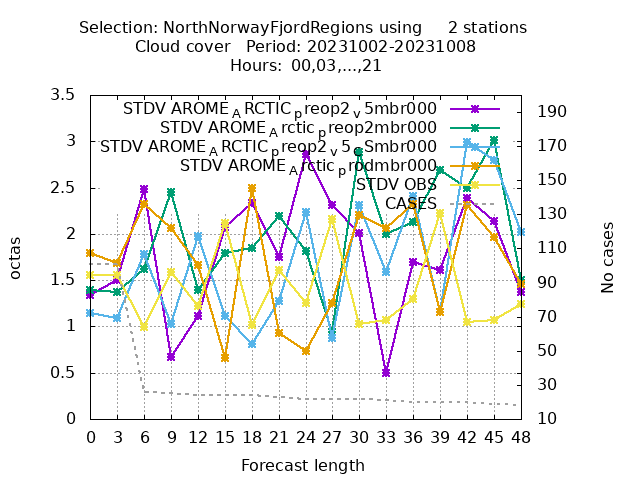 Selection: NorthNorwayFjordRegions using 2 stations
Cloud cover Period: 20231002-20231008
Hours: 00,03,...,21
STDV AROME_ARCTIC_preop2_v5mbr000
STDV AROME_Arctic_preop2mbr000
STDV AROME_ARCTIC_preop2_v5_eSmbr000
STDV AROME_Arctic_prodmbr000
STDV OBS
CASES
3.5
3
2.5
2
1.5
1
0.5
0
octas
190
170
150
130
110
90
70
50
30
10
No cases
0 3 6 9 12 15 18 21 24 27 30 33 36 39 42 45 48
Forecast length